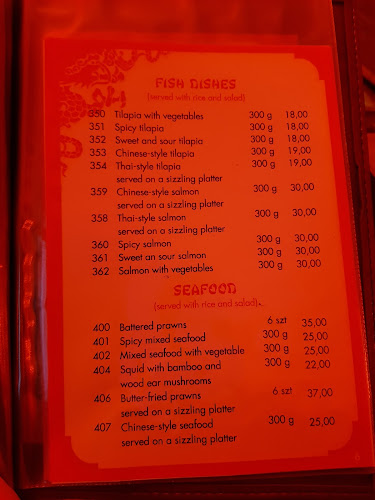 FISH DISHES
(served with rice and salad)
350 Tilapia with vegetables 300 g 18,00
351 Spicy tilapia 300 g 18,00
352 Sweet and sour tilapia 300 g 18,00
353 Chinese-style tilapia 300 g 19,00
354 Thai-style tilapia 300 g 19,00
served on a sizzling platter
359 Chinese-style salmon 300 g 30,00
served on a sizzling platter
358 Thai-style salmon 300 g 30,00
served on a sizzling platter
360 Spicy salmon 300 g 30,00
361 Sweet an sour salmon 300 g 30,00
362 Salmon with vegetables 300 g 30,00
SEAFOOD
(served with rice and salad)
400 Battered prawns 6 szt 35,00
401 Spicy mixed seafood 300 g 25,00
402 Mixed seafood with vegetable 300 g 25,00
404 Squid with bamboo and 300 g 22,00
wood ear mushrooms
406 Butter-fried prawns 6 szt 37,00
served on a sizzling platter
407 Chinese-style seafood 300 g 25,00
served on a sizzling platter
6